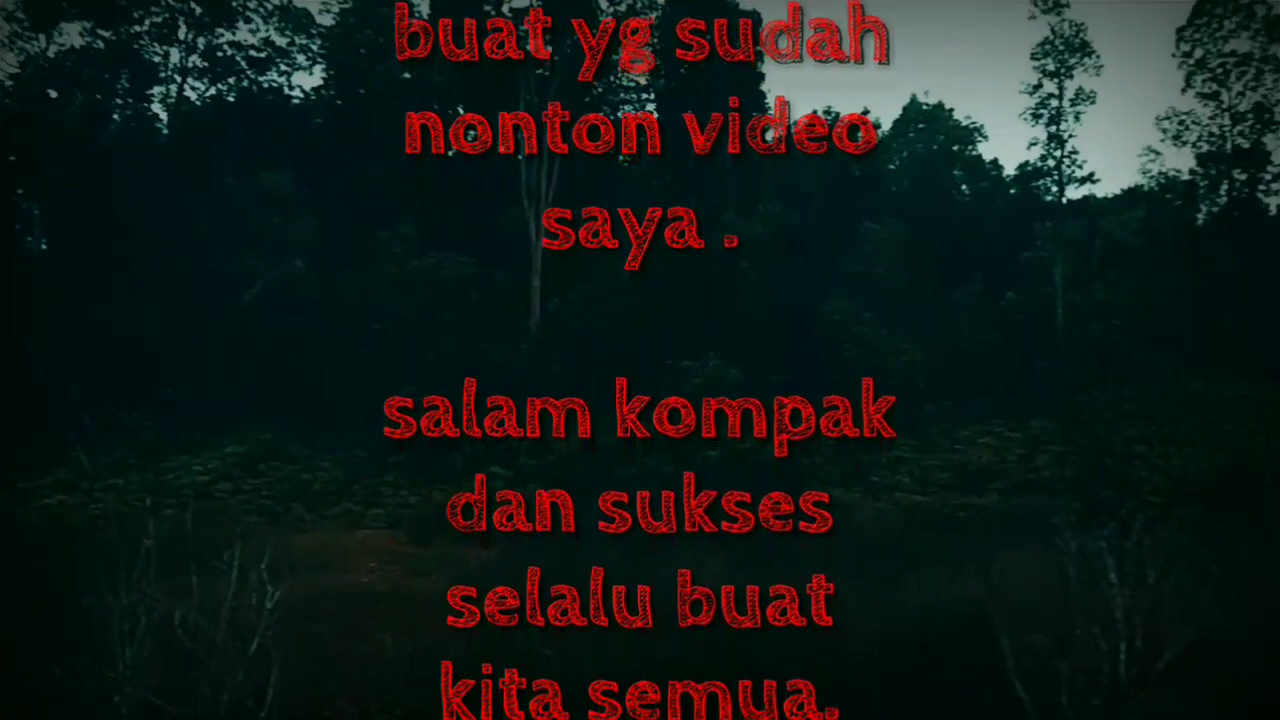 buat yg sudah
nonton video
saya .
salam kompak
dan sukses
selalu buat
kita semua.